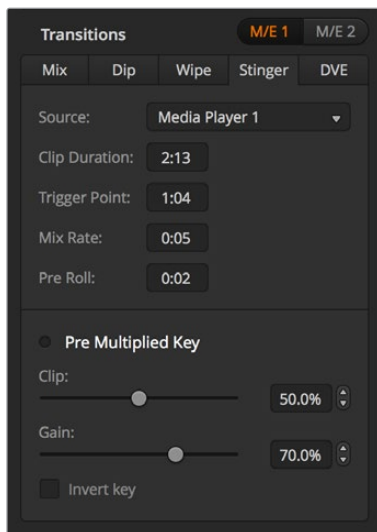 Transitions M/E 1 M/E 2
Mix Dip Wipe Stinger DVE
Source: Media Player 1
Clip Duration: 2:13
Trigger Point: 1:04
Mix Rate: 0:05
Pre Roll: 0:02
Pre Multiplied Key
Clip:
50.0%
Gain:
70.0%
Invert key